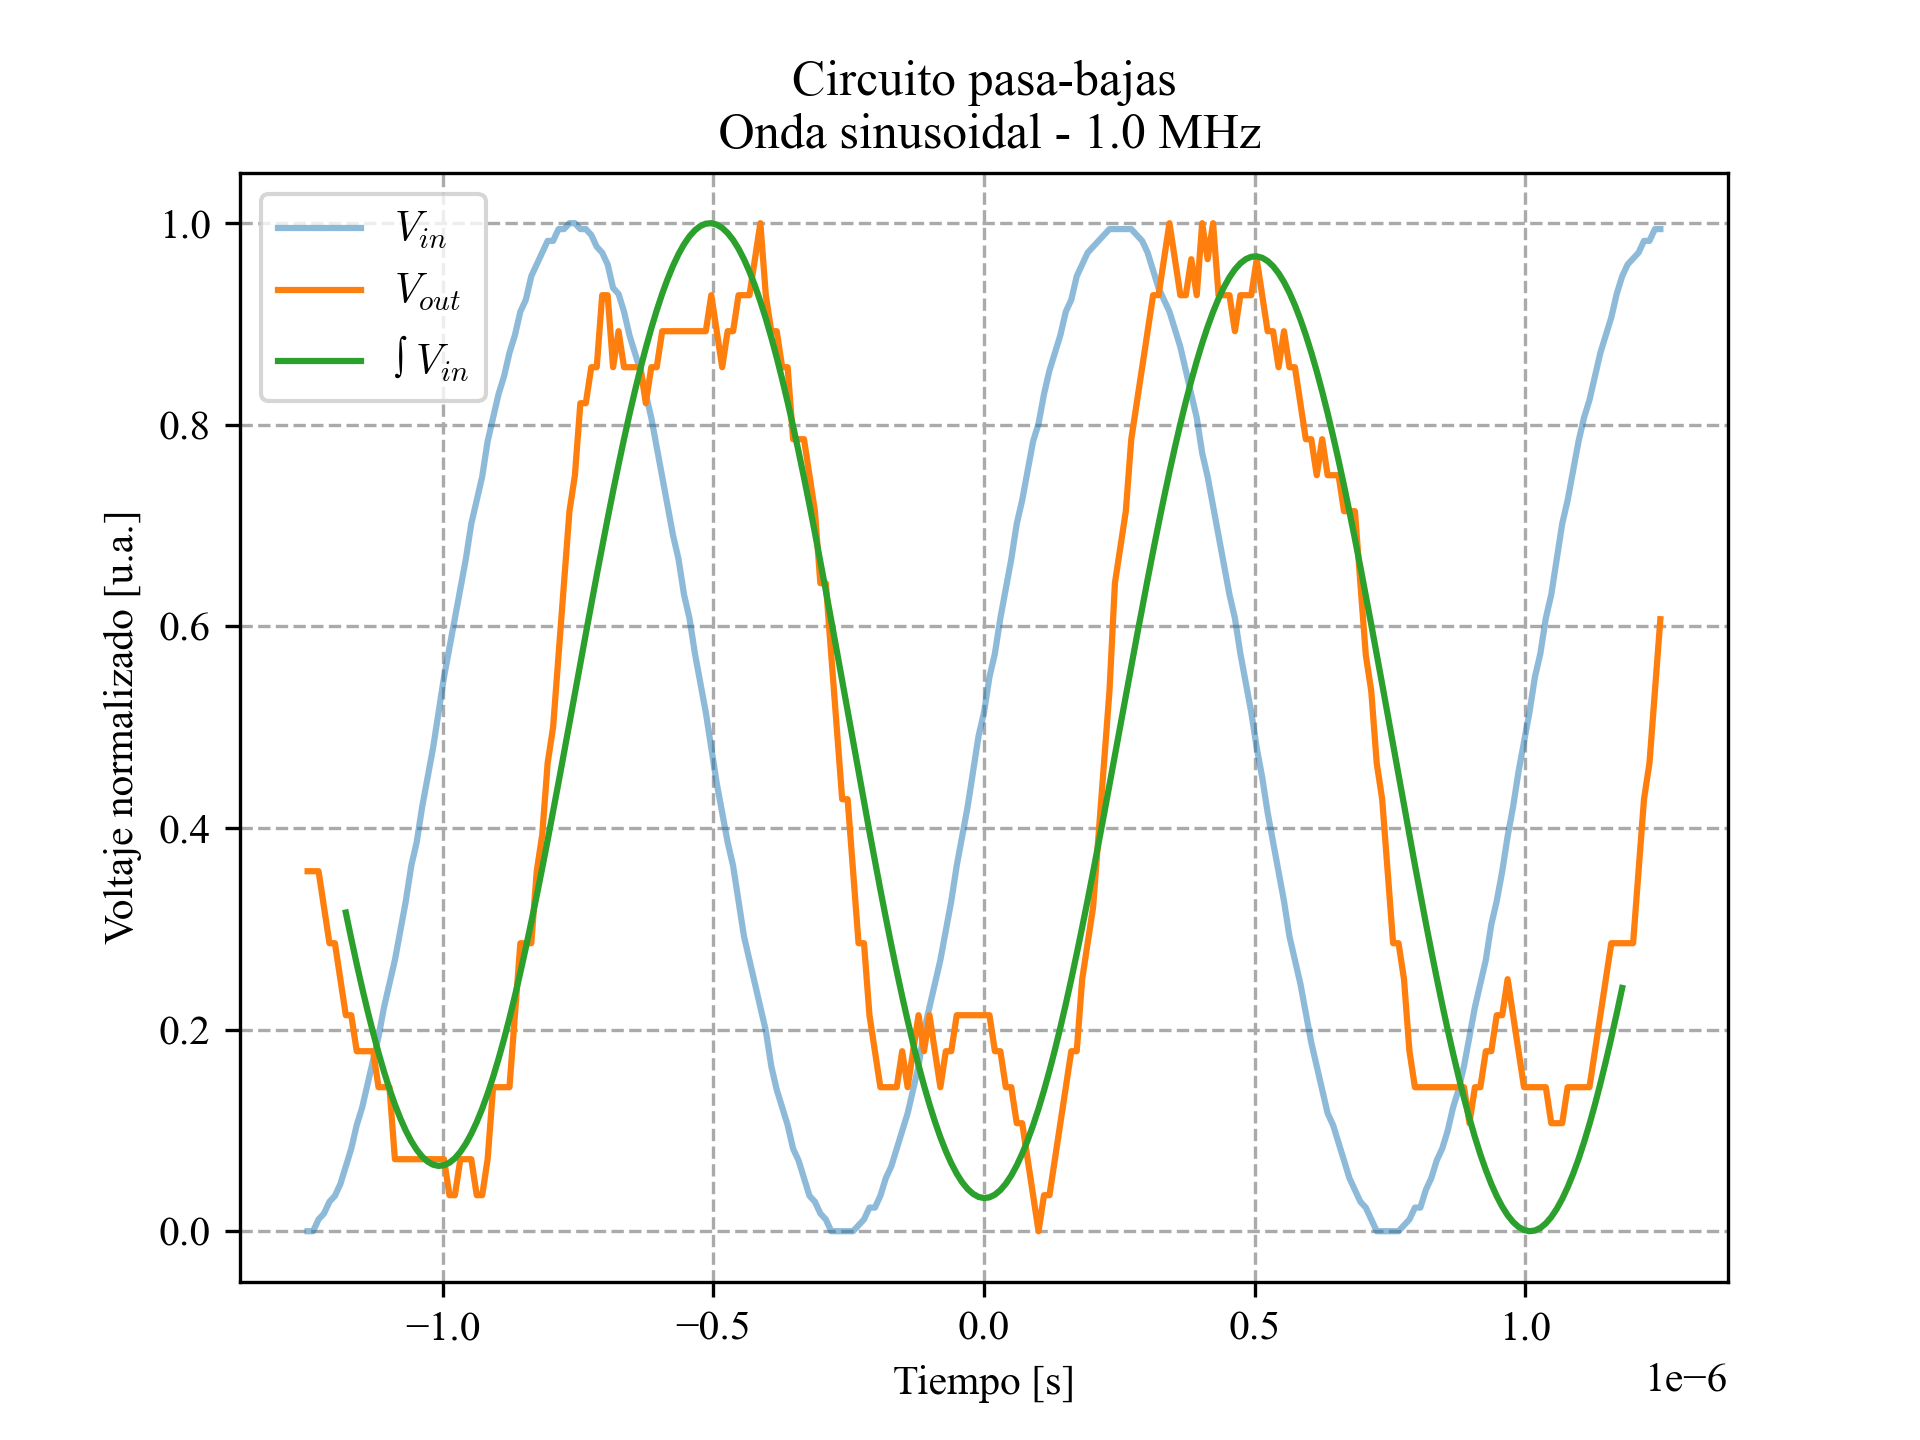 Circuito pasa-bajas
Onda sinusoidal - 1.0 MHz
V_in
V_out
∫ V_in
1.0
0.8
0.6
0.4
0.2
0.0
Voltaje normalizado [u.a.]
−1.0 −0.5 0.0 0.5 1.0
Tiempo [s]
1e−6